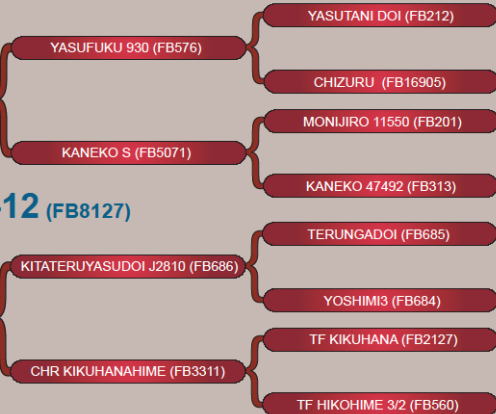 YASUTANI DOI (FB212)
YASUFUKU 930 (FB576)
CHIZURU (FB16905)
MONIJIRO 11550 (FB201)
KANEKO S (FB5071)
KANEKO 47492 (FB313)
12 (FB8127)
TERUNGADOI (FB685)
KITATERUYASUDOI J2810 (FB686)
YOSHIMI3 (FB684)
TF KIKUHANA (FB2127)
CHR KIKUHANAHIME (FB3311)
TF HIKOHIME 3/2 (FB560)